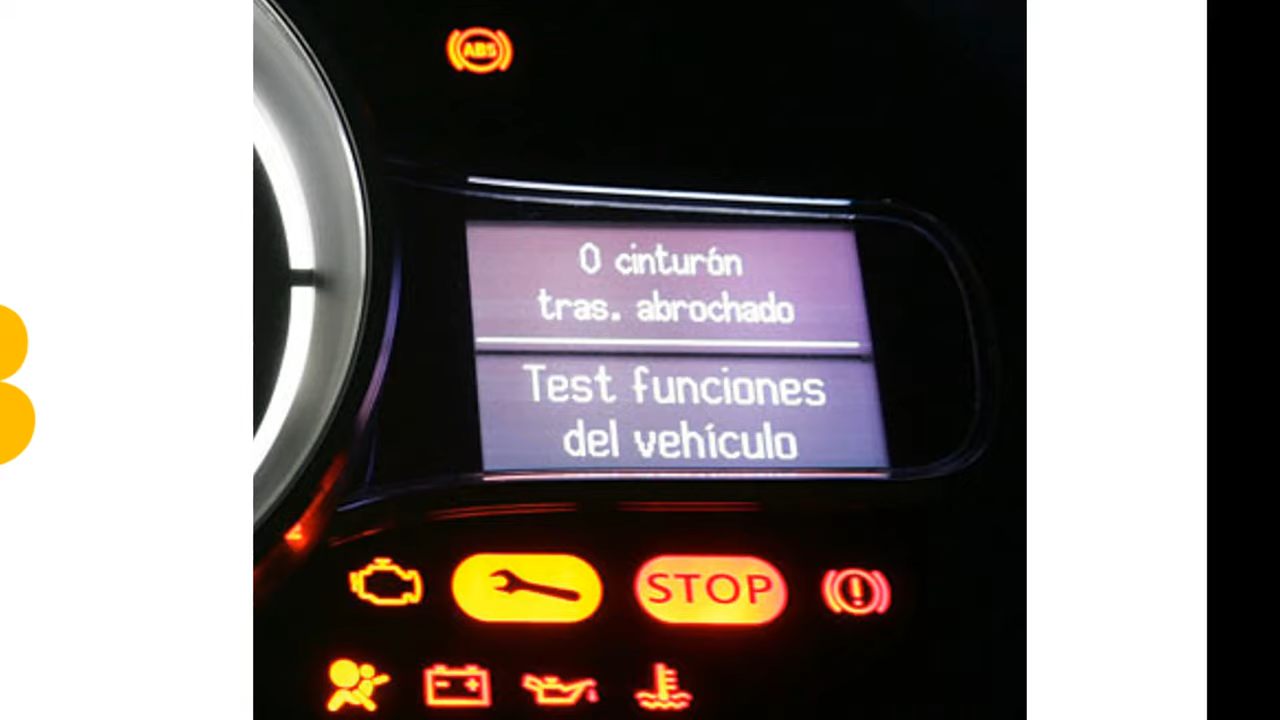 ABS
0 cinturón
tras. abrochado
Test funciones
del vehículo
STOP